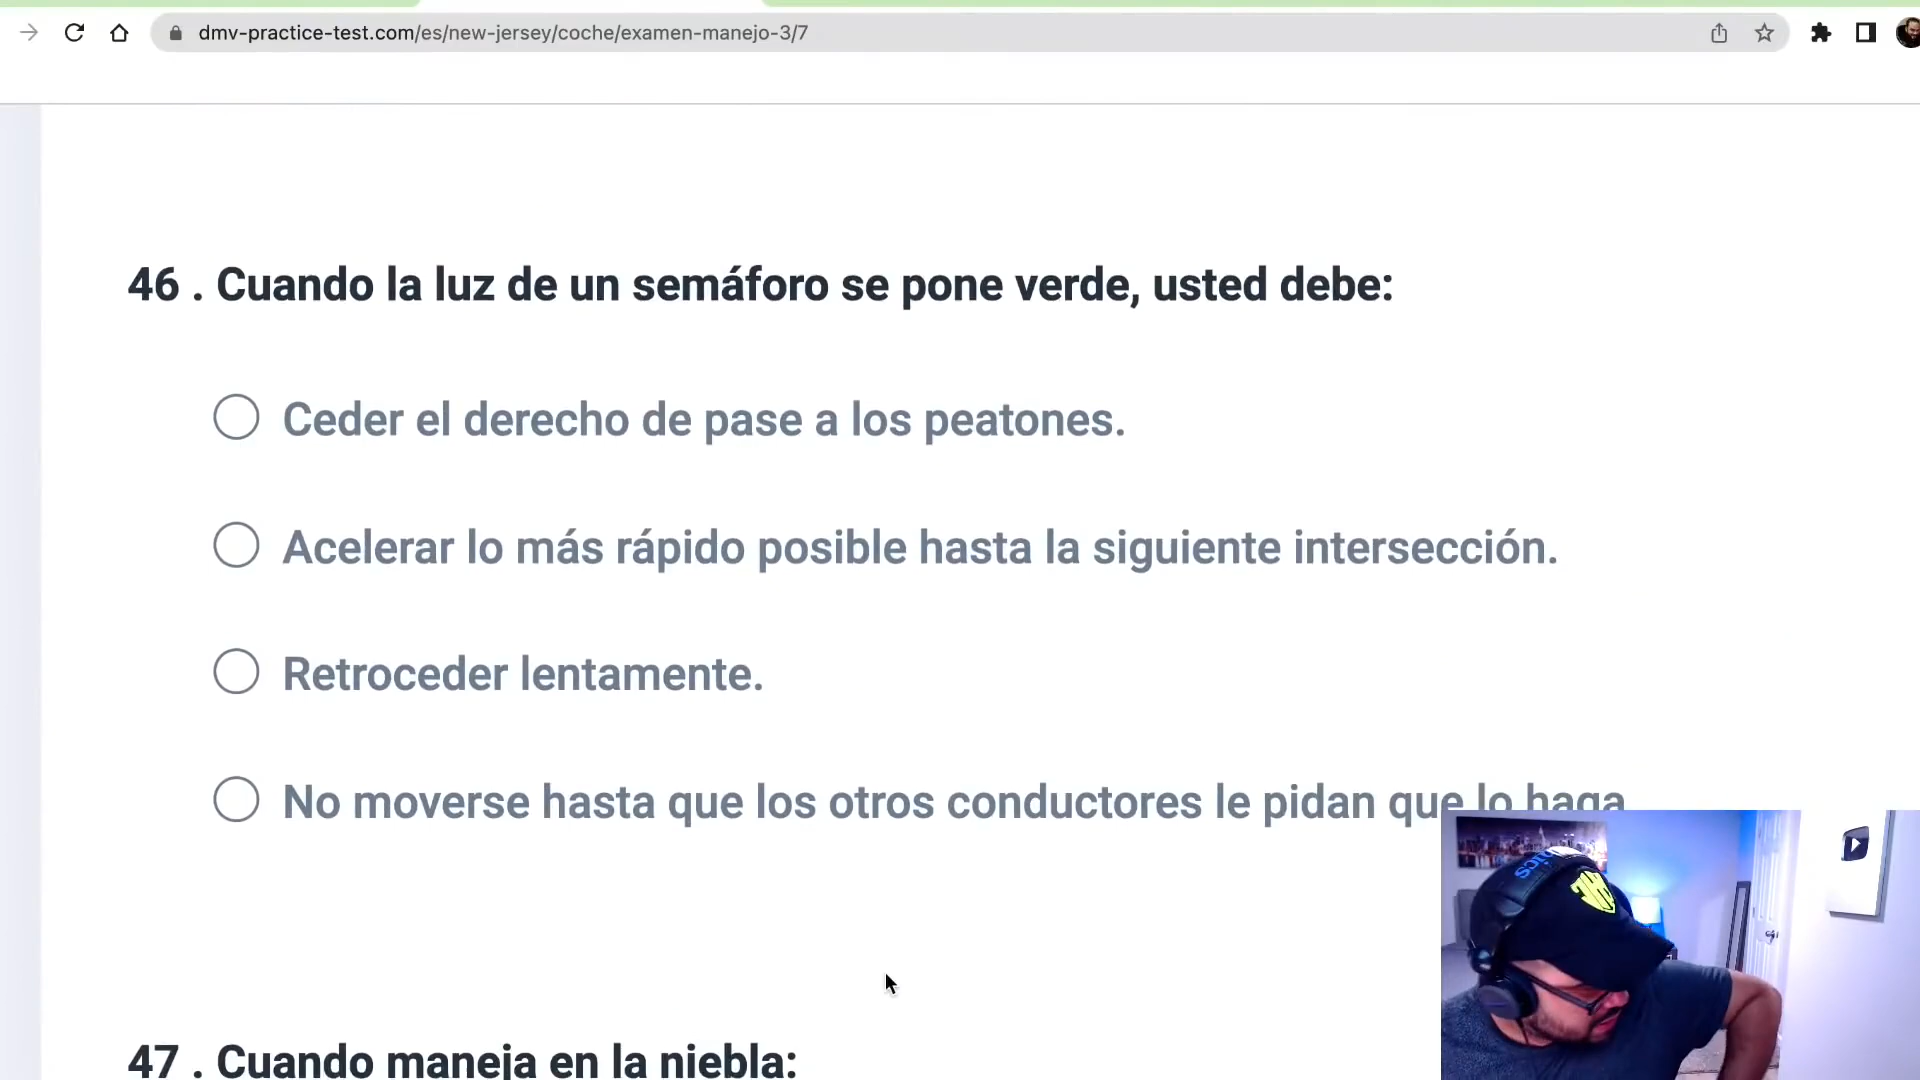 dmv-practice-test.com/es/new-jersey/coche/examen-manejo-3/7
46 . Cuando la luz de un semáforo se pone verde, usted debe:
Ceder el derecho de pase a los peatones.
Acelerar lo más rápido posible hasta la siguiente intersección.
Retroceder lentamente.
No moverse hasta que los otros conductores le pidan que lo haga
47 . Cuando maneja en la niebla: